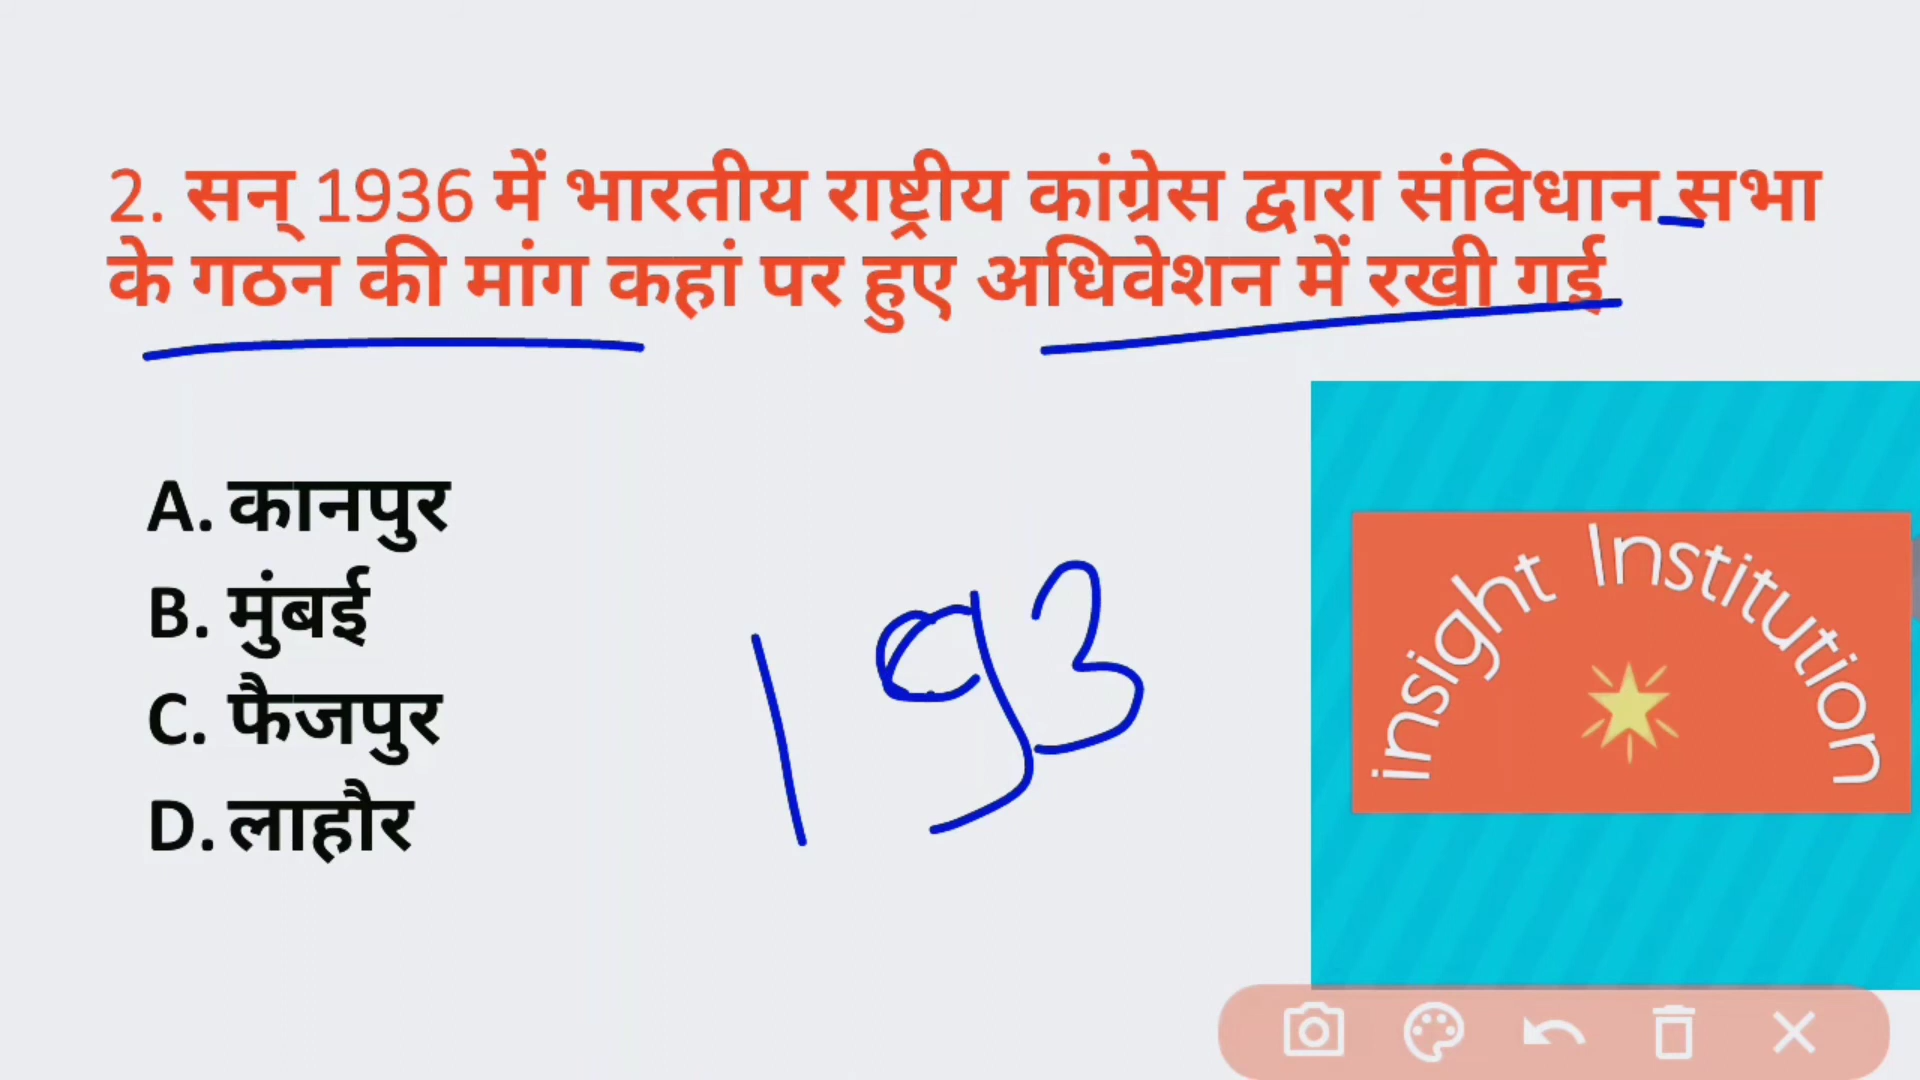 2. सन् 1936 में भारतीय राष्ट्रीय कांग्रेस द्वारा संविधान सभा
के गठन की मांग कहां पर हुए अधिवेशन में रखी गई
A. कानपुर
B. मुंबई
C. फैजपुर
D. लाहौर
193
insight Institution